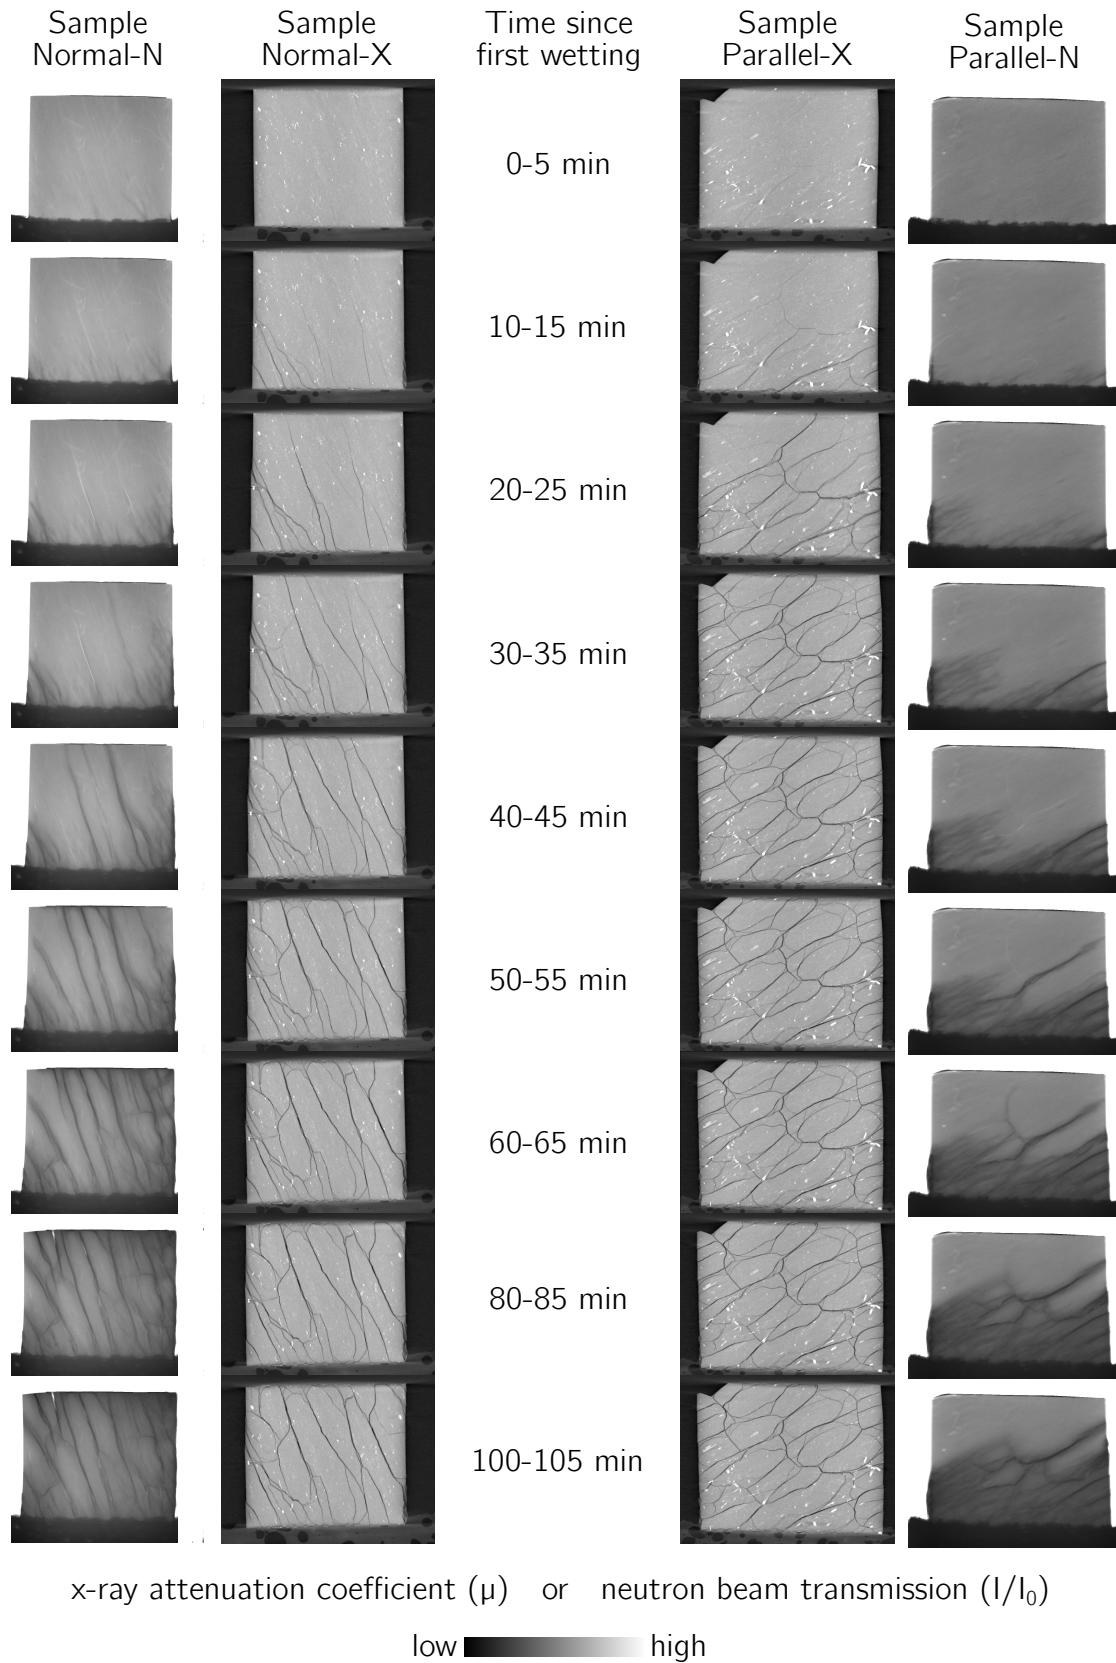 Sample
Normal-N
Sample
Normal-X
Time since
first wetting
Sample
Parallel-X
Sample
Parallel-N
0-5 min
10-15 min
20-25 min
30-35 min
40-45 min
50-55 min
60-65 min
80-85 min
100-105 min
x-ray attenuation coefficient (μ) or neutron beam transmission (I/I₀)
low high